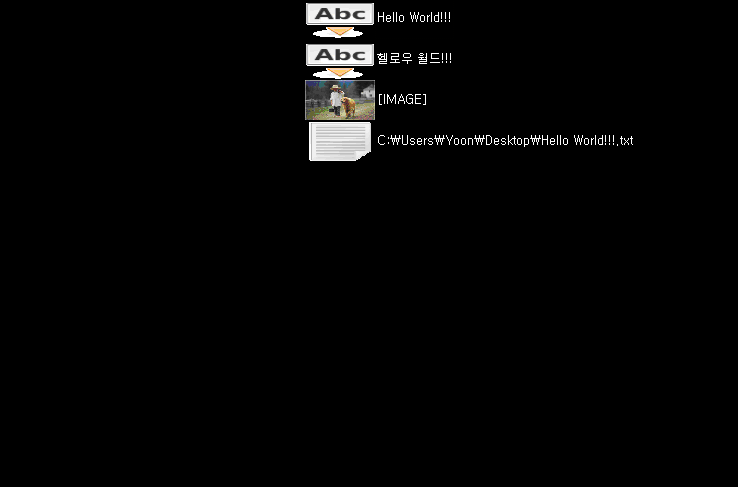 Abc Hello World!!!
Abc 헬로우 월드!!!
[IMAGE]
C:₩Users₩Yoon₩Desktop₩Hello World!!!.txt